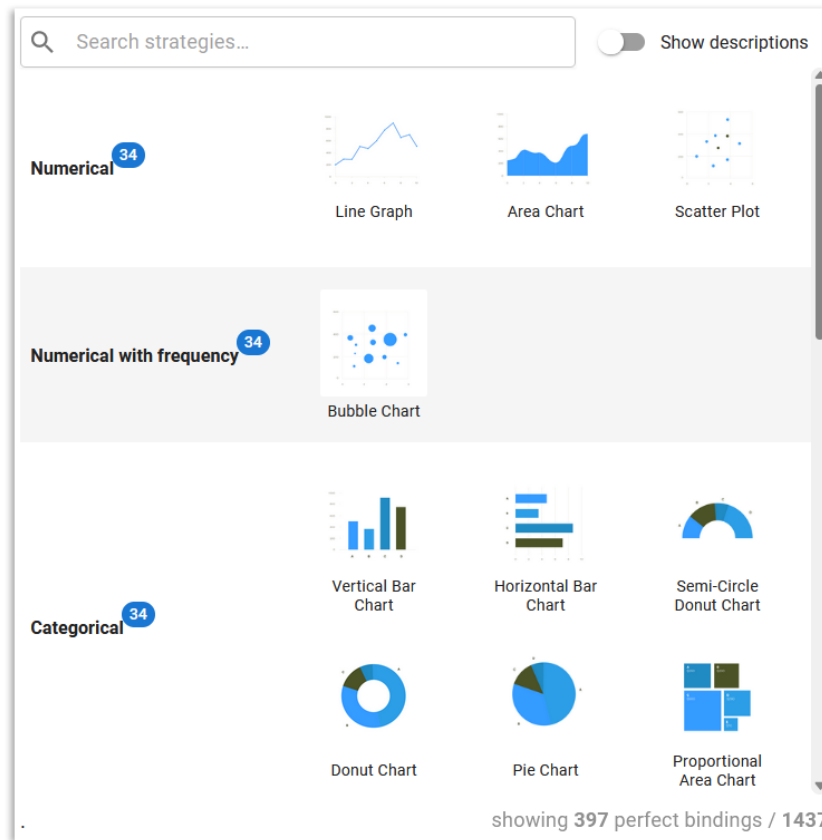 Search strategies…
Show descriptions
Numerical
34
Line Graph
Area Chart
Scatter Plot
Numerical with frequency
34
Bubble Chart
Categorical
34
Vertical Bar
Chart
Horizontal Bar
Chart
Semi-Circle
Donut Chart
Donut Chart
Pie Chart
Proportional
Area Chart
.
showing 397 perfect bindings / 1437